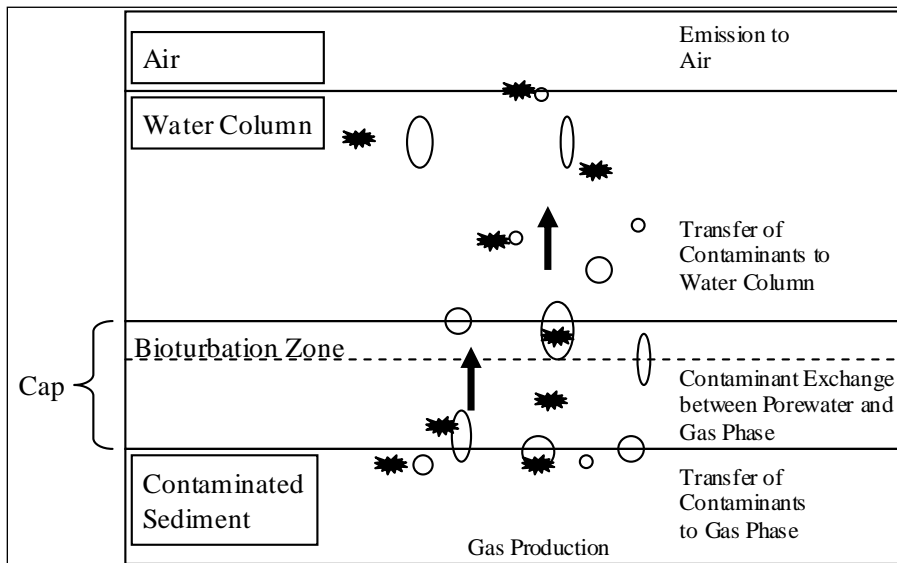 Air
Emission to
Air
Water Column
Transfer of
Contaminants to
Water Column
Bioturbation Zone
Cap
Contaminant Exchange
between Porewater and
Gas Phase
Contaminated
Sediment
Transfer of
Contaminants
to Gas Phase
Gas Production